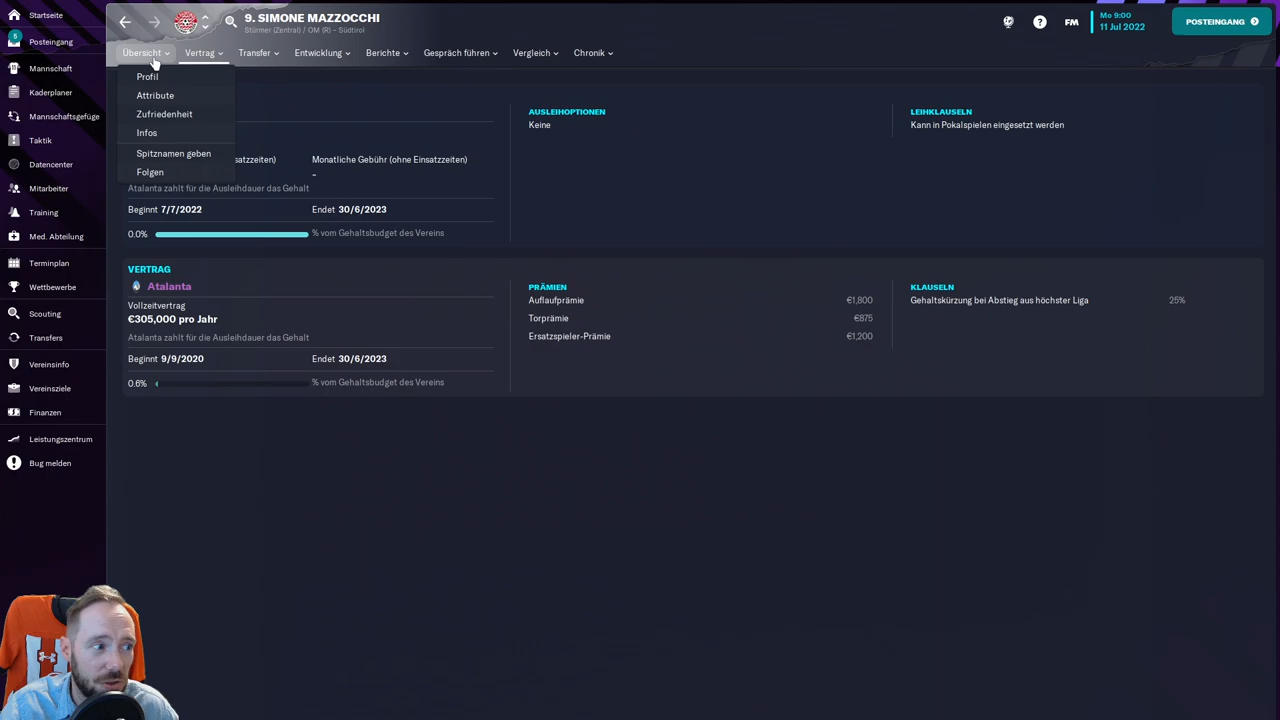 Startseite
5
Posteingang
Mannschaft
Kaderplaner
Mannschaftsgefüge
Taktik
Datencenter
Mitarbeiter
Training
Med. Abteilung
Terminplan
Wettbewerbe
Scouting
Transfers
Vereinsinfo
Vereinsziele
Finanzen
Leistungszentrum
Bug melden
9. SIMONE MAZZOCCHI
Stürmer (Zentral) / OM (R) – Südtirol
FM
Mo 9:00
11 Jul 2022
POSTEINGANG
Übersicht
Vertrag
Transfer
Entwicklung
Berichte
Gespräch führen
Vergleich
Chronik
Profil
Attribute
Zufriedenheit
Infos
Spitznamen geben
Folgen
satzzeiten)
Monatliche Gebühr (ohne Einsatzzeiten)
-
Atalanta zahlt für die Ausleihdauer das Gehalt
Beginnt 7/7/2022
Endet 30/6/2023
0.0%
% vom Gehaltsbudget des Vereins
AUSLEIHOPTIONEN
Keine
LEIHKLAUSELN
Kann in Pokalspielen eingesetzt werden
VERTRAG
Atalanta
Vollzeitvertrag
€305,000 pro Jahr
Atalanta zahlt für die Ausleihdauer das Gehalt
Beginnt 9/9/2020
Endet 30/6/2023
0.6%
% vom Gehaltsbudget des Vereins
PRÄMIEN
Auflaufprämie €1,800
Torprämie €875
Ersatzspieler-Prämie €1,200
KLAUSELN
Gehaltskürzung bei Abstieg aus höchster Liga 25%